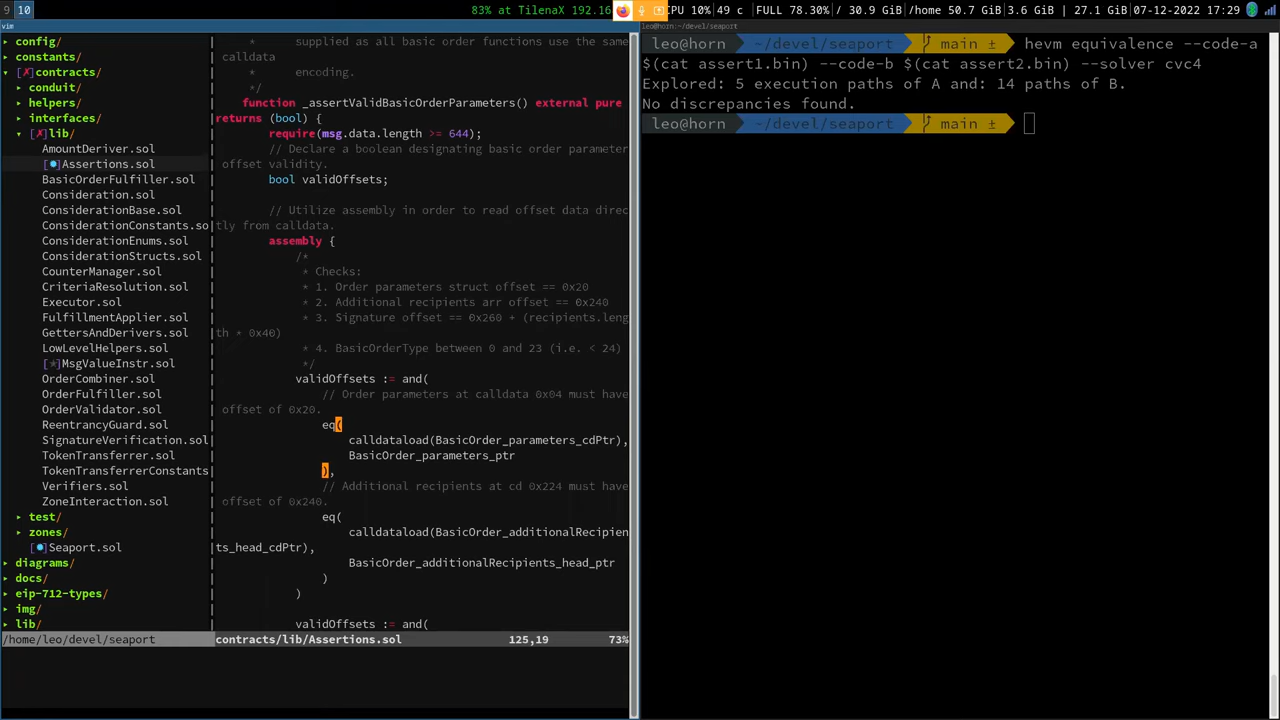 9 10 83% at TilenaX 192.16 CPU 10% 49 c FULL 78.30% / 30.9 GiB /home 50.7 GiB 3.6 GiB 27.1 GiB 07-12-2022 17:29
vim
▸ config/
▸ constants/
▾ [✗]contracts/
▸ conduit/
▸ helpers/
▸ interfaces/
▾ [✗]lib/
AmountDeriver.sol
[●]Assertions.sol
BasicOrderFulfiller.sol
Consideration.sol
ConsiderationBase.sol
ConsiderationConstants.so
ConsiderationEnums.sol
ConsiderationStructs.sol
CounterManager.sol
CriteriaResolution.sol
Executor.sol
FulfillmentApplier.sol
GettersAndDerivers.sol
LowLevelHelpers.sol
[★]MsgValueInstr.sol
OrderCombiner.sol
OrderFulfiller.sol
OrderValidator.sol
ReentrancyGuard.sol
SignatureVerification.sol
TokenTransferrer.sol
TokenTransferrerConstants
Verifiers.sol
ZoneInteraction.sol
▸ test/
▸ zones/
[●]Seaport.sol
▸ diagrams/
▸ docs/
▸ eip-712-types/
▸ img/
▸ lib/
/home/leo/devel/seaport
* supplied as all basic order functions use the same
calldata
* encoding.
*/
function _assertValidBasicOrderParameters() external pure
returns (bool) {
require(msg.data.length >= 644);
// Declare a boolean designating basic order parameter
offset validity.
bool validOffsets;
// Utilize assembly in order to read offset data direc
tly from calldata.
assembly {
/*
* Checks:
* 1. Order parameters struct offset == 0x20
* 2. Additional recipients arr offset == 0x240
* 3. Signature offset == 0x260 + (recipients.leng
th * 0x40)
* 4. BasicOrderType between 0 and 23 (i.e. < 24)
*/
validOffsets := and(
// Order parameters at calldata 0x04 must have
offset of 0x20.
eq(
calldataload(BasicOrder_parameters_cdPtr),
BasicOrder_parameters_ptr
),
// Additional recipients at cd 0x224 must have
offset of 0x240.
eq(
calldataload(BasicOrder_additionalRecipien
ts_head_cdPtr),
BasicOrder_additionalRecipients_head_ptr
)
)
validOffsets := and(
contracts/lib/Assertions.sol 125,19 73%
leo@horn:~/devel/seaport
leo@horn ~/devel/seaport main ± hevm equivalence --code-a
$(cat assert1.bin) --code-b $(cat assert2.bin) --solver cvc4
Explored: 5 execution paths of A and: 14 paths of B.
No discrepancies found.
leo@horn ~/devel/seaport main ±